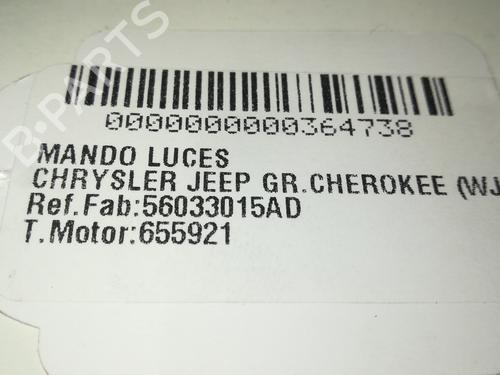 B-PARTS
0000000000364738
MANDO LUCES
CHRYSLER JEEP GR.CHEROKEE (WJ
Ref.Fab:56033015AD
T.Motor:655921